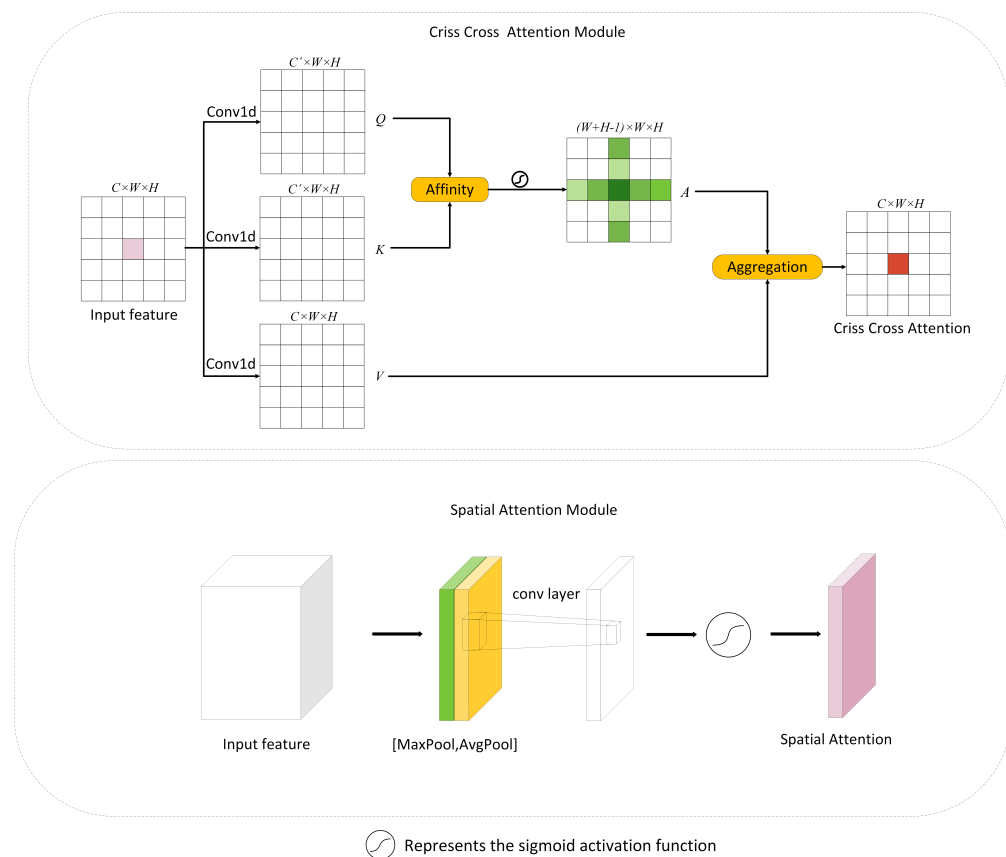 Criss Cross Attention Module
C´×W×H
Conv1d
Q
(W+H-1)×W×H
C×W×H
C´×W×H
Affinity
A
C×W×H
Conv1d
K
Aggregation
Input feature
C×W×H
Criss Cross Attention
Conv1d
V
Spatial Attention Module
conv layer
Input feature
[MaxPool,AvgPool]
Spatial Attention
Represents the sigmoid activation function